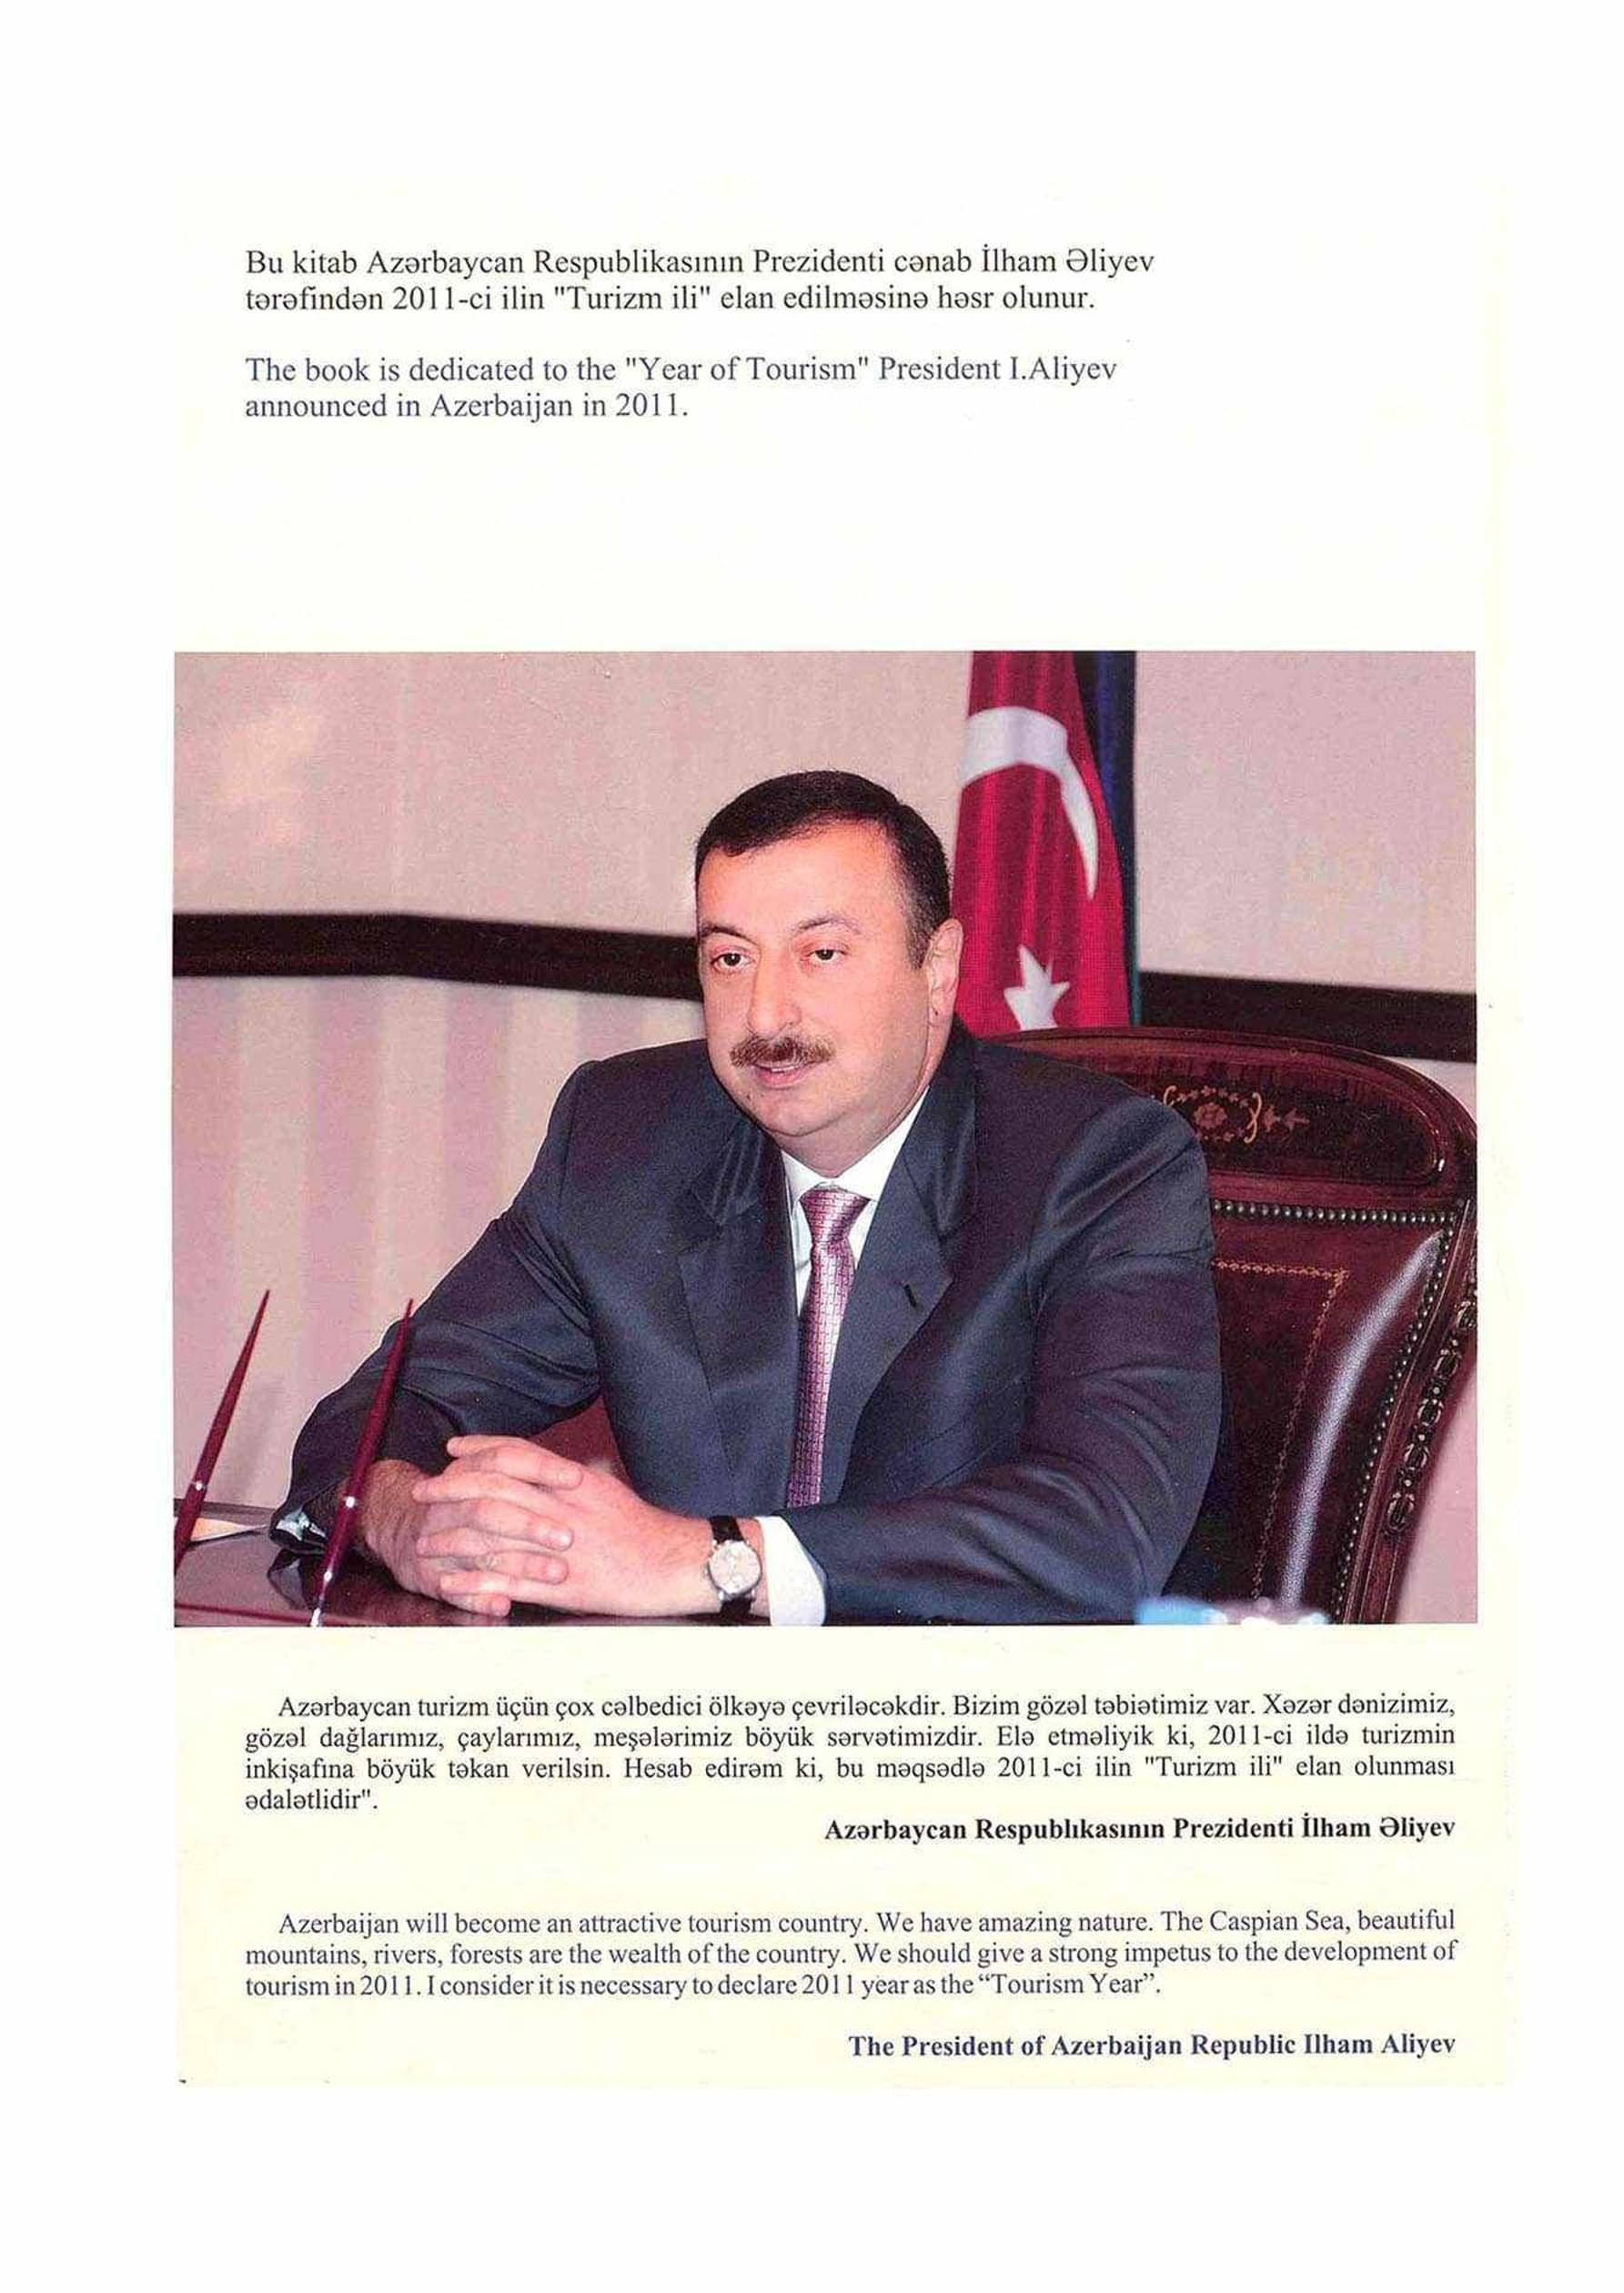 Bu kitab Azərbaycan Respublikasının Prezidenti cənab İlham Əliyev
tərəfindən 2011-ci ilin "Turizm ili" elan edilməsinə həsr olunur.
The book is dedicated to the "Year of Tourism" President I.Aliyev
announced in Azerbaijan in 2011.
Azərbaycan turizm üçün çox cəlbedici ölkəyə çevriləcəkdir. Bizim gözəl təbiətimiz var. Xəzər dənizimiz,
gözəl dağlarımız, çaylarımız, meşələrimiz böyük sərvətimizdir. Elə etməliyik ki, 2011-ci ildə turizmin
inkişafına böyük təkan verilsin. Hesab edirəm ki, bu məqsədlə 2011-ci ilin "Turizm ili" elan olunması
ədalətlidir".
Azərbaycan Respublıkasının Prezidenti İlham Əliyev
Azerbaijan will become an attractive tourism country. We have amazing nature. The Caspian Sea, beautiful
mountains, rivers, forests are the wealth of the country. We should give a strong impetus to the development of
tourism in 2011. I consider it is necessary to declare 2011 year as the “Tourism Year”.
The President of Azerbaijan Republic Ilham Aliyev